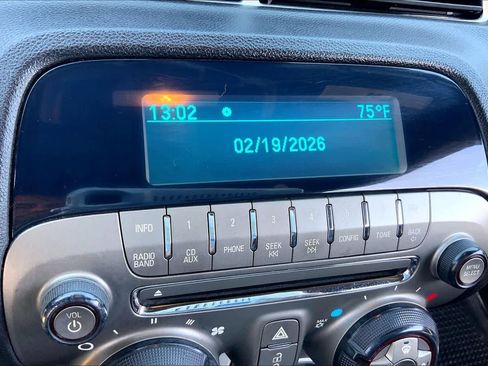 13:02 75°F
02/19/2026
INFO 1 2 3 4 5 6 BACK
RADIO BAND CD AUX PHONE SEEK SEEK CONFIG TONE
MENU SELECT
VOL
MAX